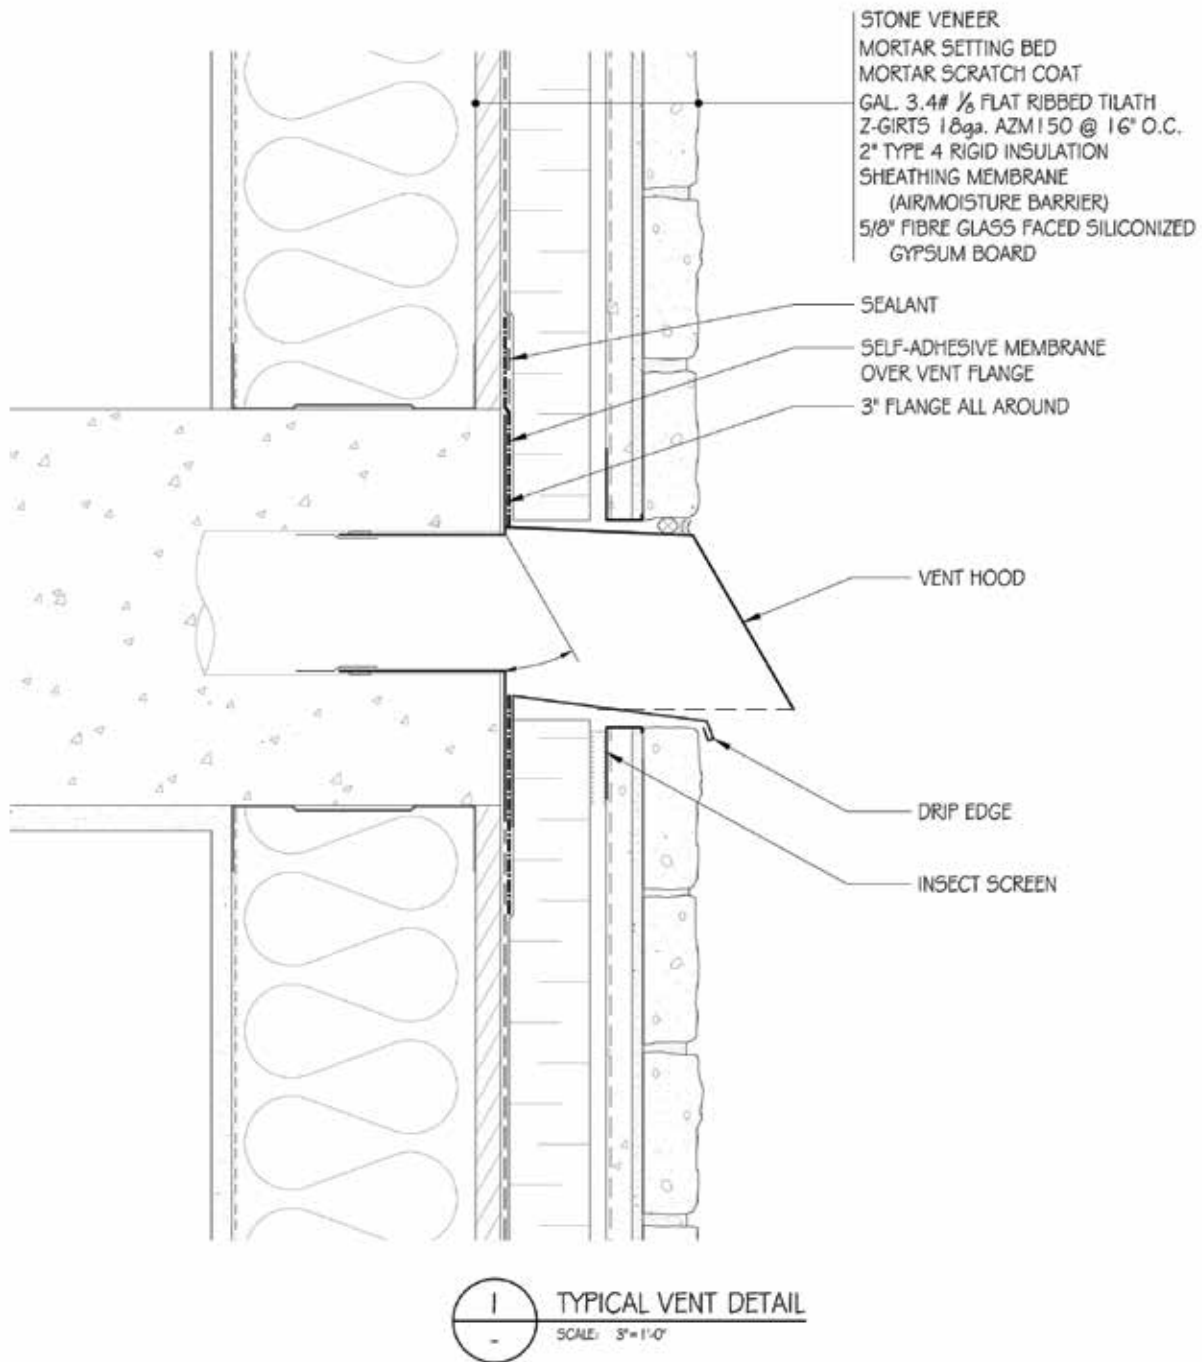 STONE VENEER
MORTAR SETTING BED
MORTAR SCRATCH COAT
GAL. 3.4# 1/8 FLAT RIBBED TILATH
Z-GIRTS 18ga. AZM150 @ 16" O.C.
2" TYPE 4 RIGID INSULATION
SHEATHING MEMBRANE
(AIR/MOISTURE BARRIER)
5/8" FIBRE GLASS FACED SILICONIZED
GYPSUM BOARD
SEALANT
SELF-ADHESIVE MEMBRANE
OVER VENT FLANGE
3" FLANGE ALL AROUND
VENT HOOD
DRIP EDGE
INSECT SCREEN
1
-
TYPICAL VENT DETAIL
SCALE: 3"=1'-0"